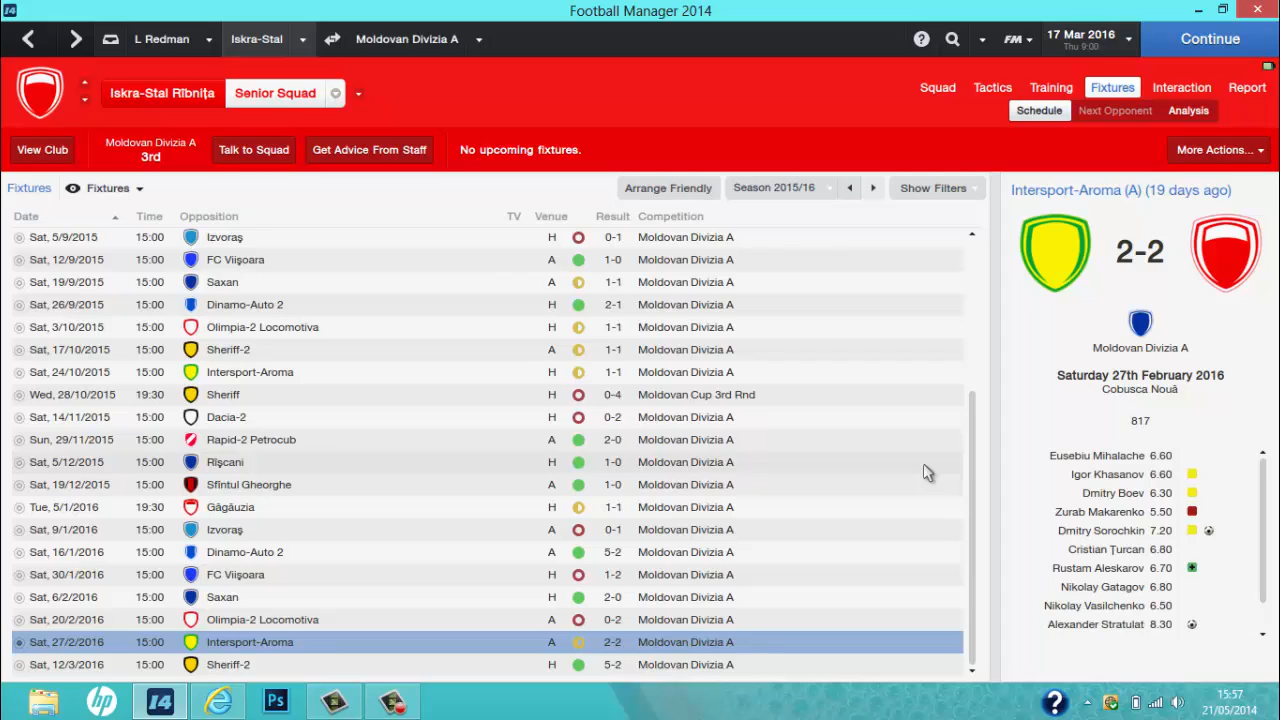 Football Manager 2014
14
L Redman Iskra-Stal Moldovan Divizia A
? FM 17 Mar 2016
Thu 9:00
Continue
Iskra-Stal Rîbnița Senior Squad
Squad Tactics Training Fixtures Interaction Report
Schedule Next Opponent Analysis
View Club
Moldovan Divizia A
3rd
Talk to Squad Get Advice From Staff No upcoming fixtures. More Actions...
Fixtures Fixtures Arrange Friendly Season 2015/16 Show Filters
Date Time Opposition TV Venue Result Competition
Sat, 5/9/2015 15:00 Izvoraş H 0-1 Moldovan Divizia A
Sat, 12/9/2015 15:00 FC Viişoara A 1-0 Moldovan Divizia A
Sat, 19/9/2015 15:00 Saxan A 1-1 Moldovan Divizia A
Sat, 26/9/2015 15:00 Dinamo-Auto 2 H 2-1 Moldovan Divizia A
Sat, 3/10/2015 15:00 Olimpia-2 Locomotiva H 1-1 Moldovan Divizia A
Sat, 17/10/2015 15:00 Sheriff-2 A 1-1 Moldovan Divizia A
Sat, 24/10/2015 15:00 Intersport-Aroma H 1-1 Moldovan Divizia A
Wed, 28/10/2015 19:30 Sheriff H 0-4 Moldovan Cup 3rd Rnd
Sat, 14/11/2015 15:00 Dacia-2 H 0-2 Moldovan Divizia A
Sun, 29/11/2015 15:00 Rapid-2 Petrocub A 2-0 Moldovan Divizia A
Sat, 5/12/2015 15:00 Rîşcani H 1-0 Moldovan Divizia A
Sat, 19/12/2015 15:00 Sfîntul Gheorghe A 1-0 Moldovan Divizia A
Tue, 5/1/2016 19:30 Găgăuzia H 1-1 Moldovan Divizia A
Sat, 9/1/2016 15:00 Izvoraş A 0-1 Moldovan Divizia A
Sat, 16/1/2016 15:00 Dinamo-Auto 2 A 5-2 Moldovan Divizia A
Sat, 30/1/2016 15:00 FC Viişoara H 1-2 Moldovan Divizia A
Sat, 6/2/2016 15:00 Saxan H 2-0 Moldovan Divizia A
Sat, 20/2/2016 15:00 Olimpia-2 Locomotiva A 0-2 Moldovan Divizia A
Sat, 27/2/2016 15:00 Intersport-Aroma A 2-2 Moldovan Divizia A
Sat, 12/3/2016 15:00 Sheriff-2 H 5-2 Moldovan Divizia A
Intersport-Aroma (A) (19 days ago)
2-2
Moldovan Divizia A
Saturday 27th February 2016
Cobusca Nouă
817
Eusebiu Mihalache 6.60
Igor Khasanov 6.60
Dmitry Boev 6.30
Zurab Makarenko 5.50
Dmitry Sorochkin 7.20
Cristian Ţurcan 6.80
Rustam Aleskarov 6.70
Nikolay Gatagov 6.80
Nikolay Vasilchenko 6.50
Alexander Stratulat 8.30
hp 14 Ps ?
15:57
21/05/2014